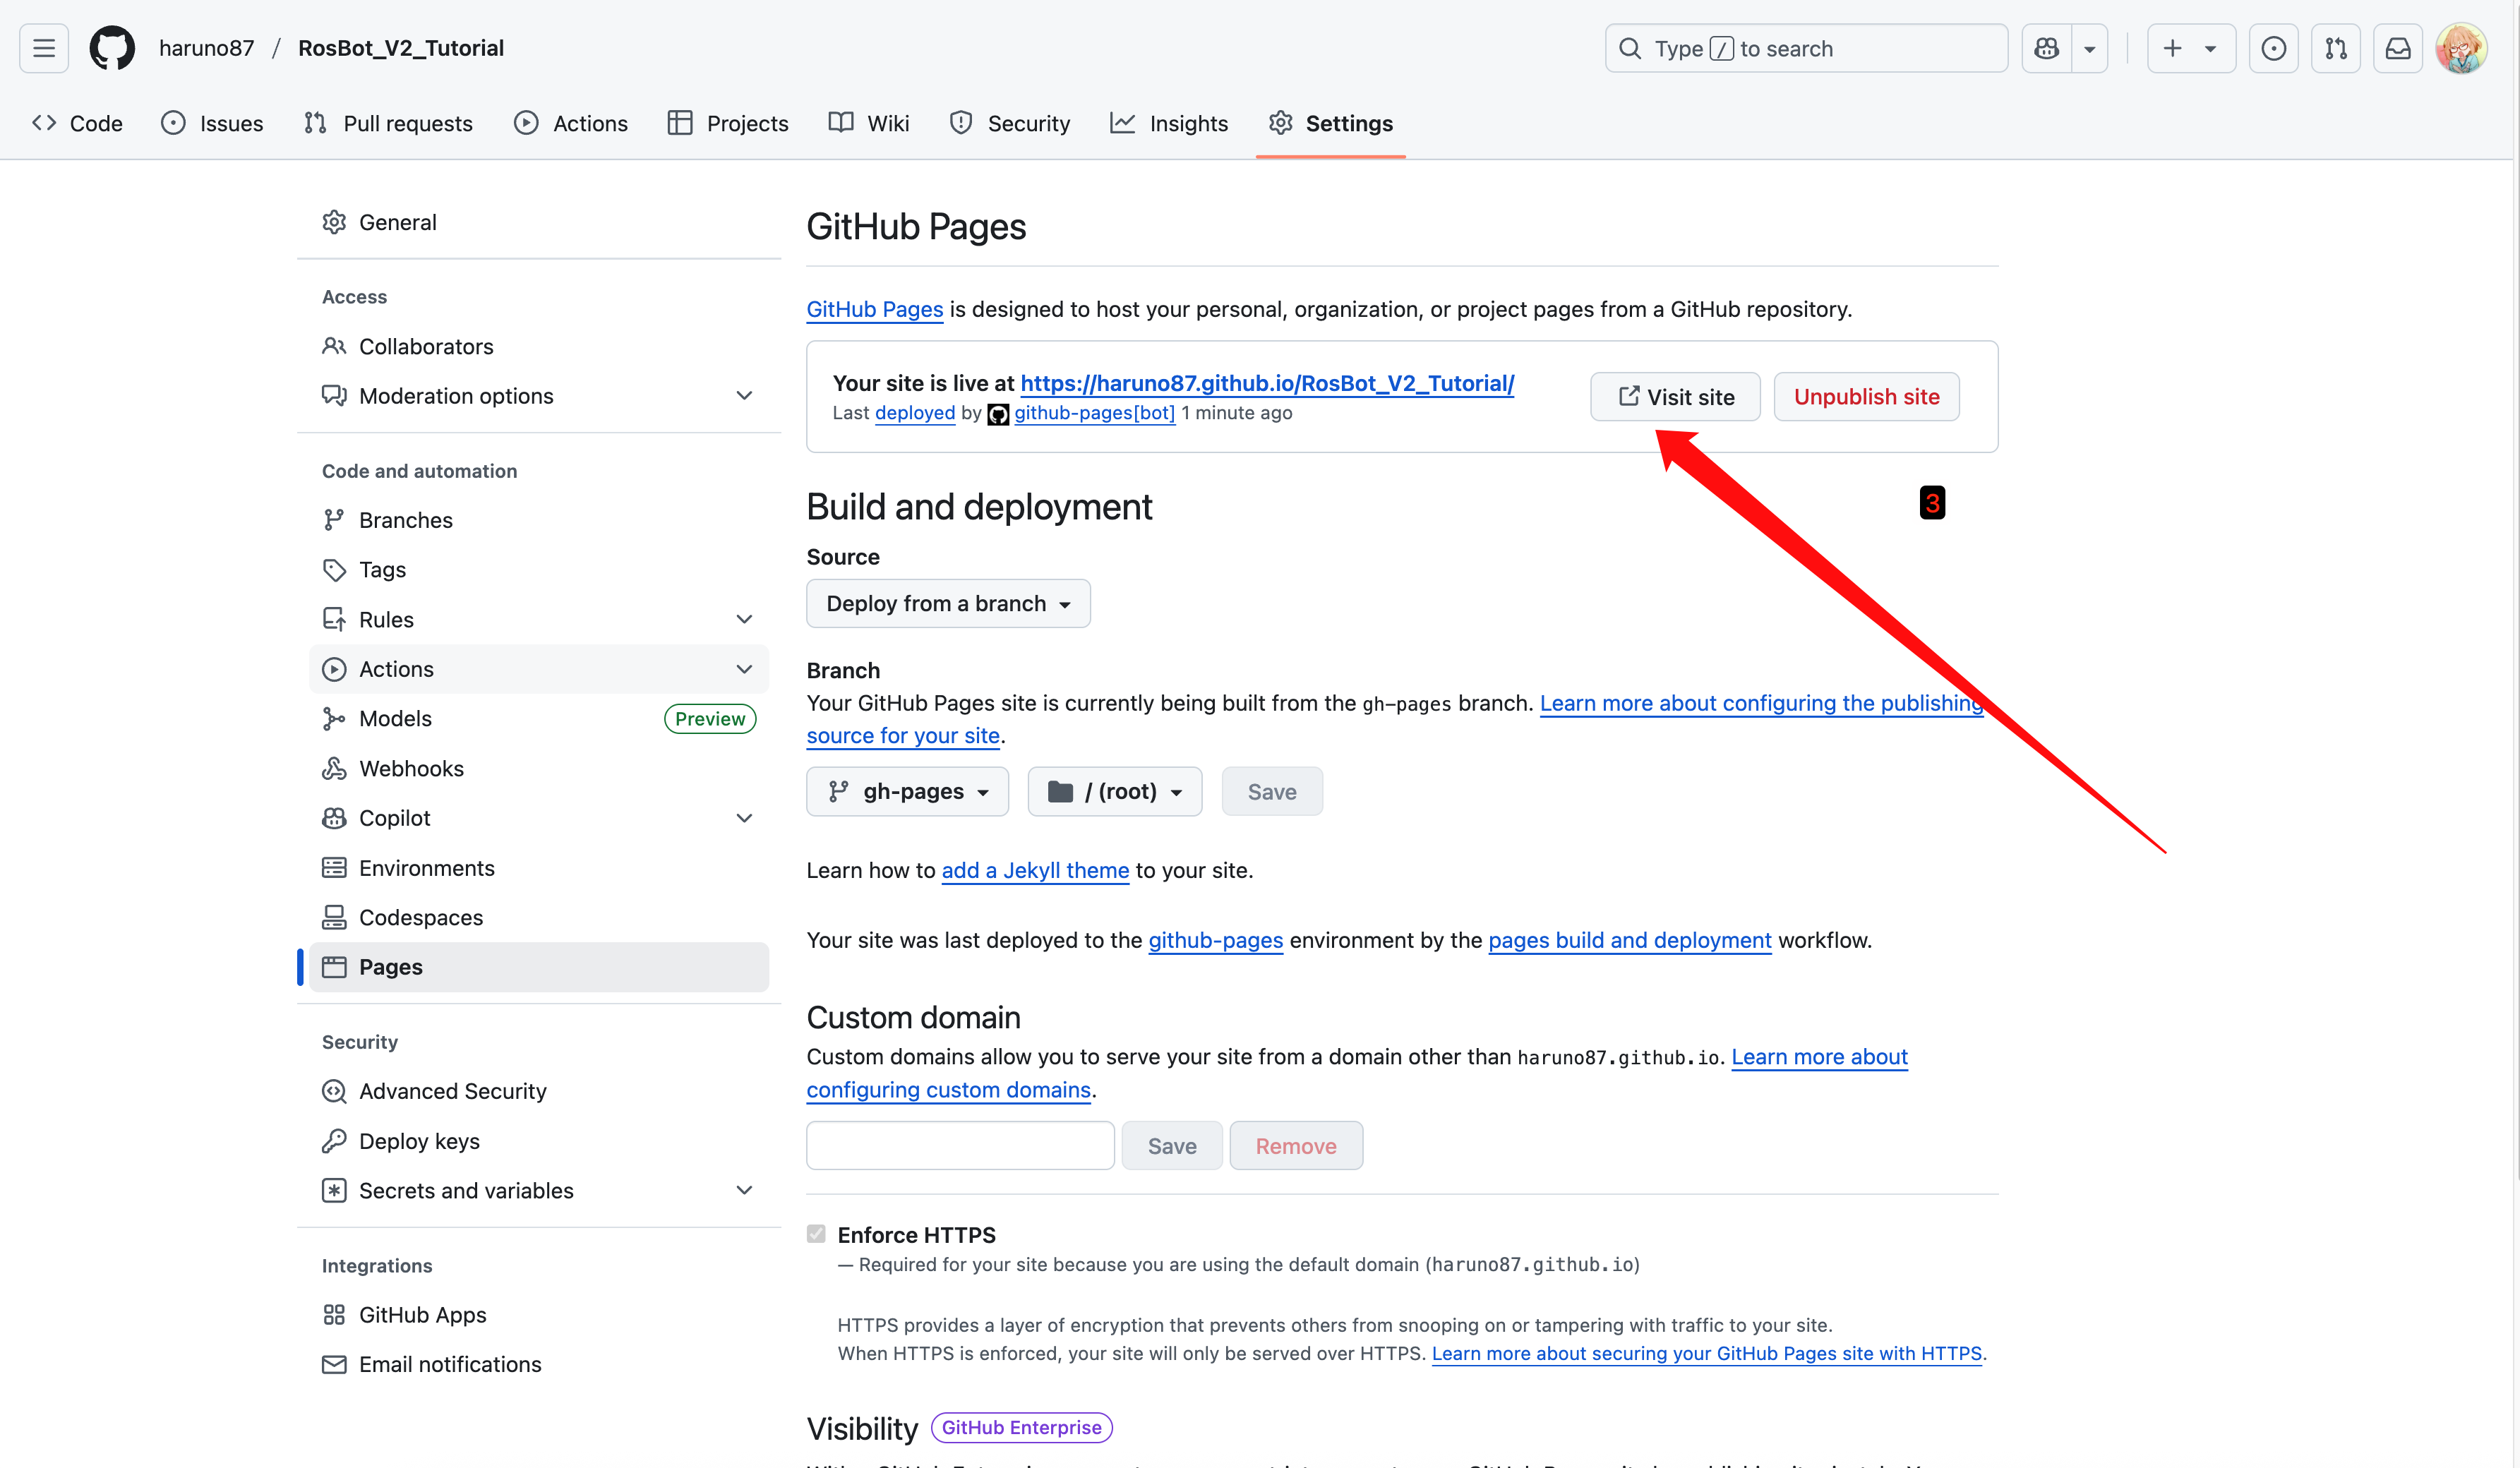 haruno87 / RosBot_V2_Tutorial
Type / to search
Code
Issues
Pull requests
Actions
Projects
Wiki
Security
Insights
Settings
General
Access
Collaborators
Moderation options
Code and automation
Branches
Tags
Rules
Actions
Models Preview
Webhooks
Copilot
Environments
Codespaces
Pages
Security
Advanced Security
Deploy keys
Secrets and variables
Integrations
GitHub Apps
Email notifications
GitHub Pages
GitHub Pages is designed to host your personal, organization, or project pages from a GitHub repository.
Your site is live at https://haruno87.github.io/RosBot_V2_Tutorial/
Last deployed by github-pages[bot] 1 minute ago
Visit site
Unpublish site
3
Build and deployment
Source
Deploy from a branch
Branch
Your GitHub Pages site is currently being built from the gh-pages branch. Learn more about configuring the publishing
source for your site.
gh-pages
/ (root)
Save
Learn how to add a Jekyll theme to your site.
Your site was last deployed to the github-pages environment by the pages build and deployment workflow.
Custom domain
Custom domains allow you to serve your site from a domain other than haruno87.github.io. Learn more about
configuring custom domains.
Save
Remove
Enforce HTTPS
— Required for your site because you are using the default domain (haruno87.github.io)
HTTPS provides a layer of encryption that prevents others from snooping on or tampering with traffic to your site.
When HTTPS is enforced, your site will only be served over HTTPS. Learn more about securing your GitHub Pages site with HTTPS.
Visibility GitHub Enterprise